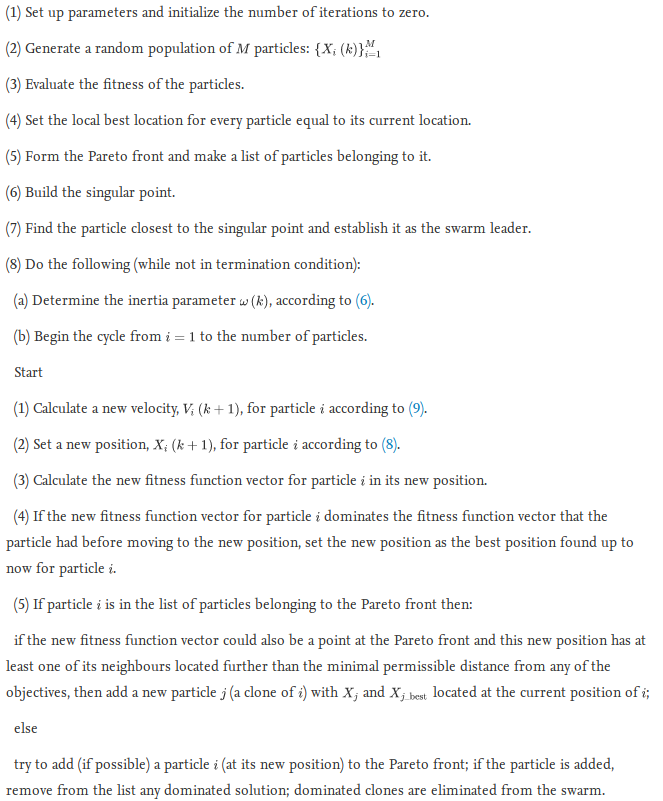 (1) Set up parameters and initialize the number of iterations to zero.
(2) Generate a random population of M particles: {X_i (k)}_{i=1}^M
(3) Evaluate the fitness of the particles.
(4) Set the local best location for every particle equal to its current location.
(5) Form the Pareto front and make a list of particles belonging to it.
(6) Build the singular point.
(7) Find the particle closest to the singular point and establish it as the swarm leader.
(8) Do the following (while not in termination condition):
(a) Determine the inertia parameter ω (k), according to (6).
(b) Begin the cycle from i = 1 to the number of particles.
Start
(1) Calculate a new velocity, V_i (k + 1), for particle i according to (9).
(2) Set a new position, X_i (k + 1), for particle i according to (8).
(3) Calculate the new fitness function vector for particle i in its new position.
(4) If the new fitness function vector for particle i dominates the fitness function vector that the
particle had before moving to the new position, set the new position as the best position found up to
now for particle i.
(5) If particle i is in the list of particles belonging to the Pareto front then:
if the new fitness function vector could also be a point at the Pareto front and this new position has at
least one of its neighbours located further than the minimal permissible distance from any of the
objectives, then add a new particle j (a clone of i) with X_j and X_{j_best} located at the current position of i;
else
try to add (if possible) a particle i (at its new position) to the Pareto front; if the particle is added,
remove from the list any dominated solution; dominated clones are eliminated from the swarm.